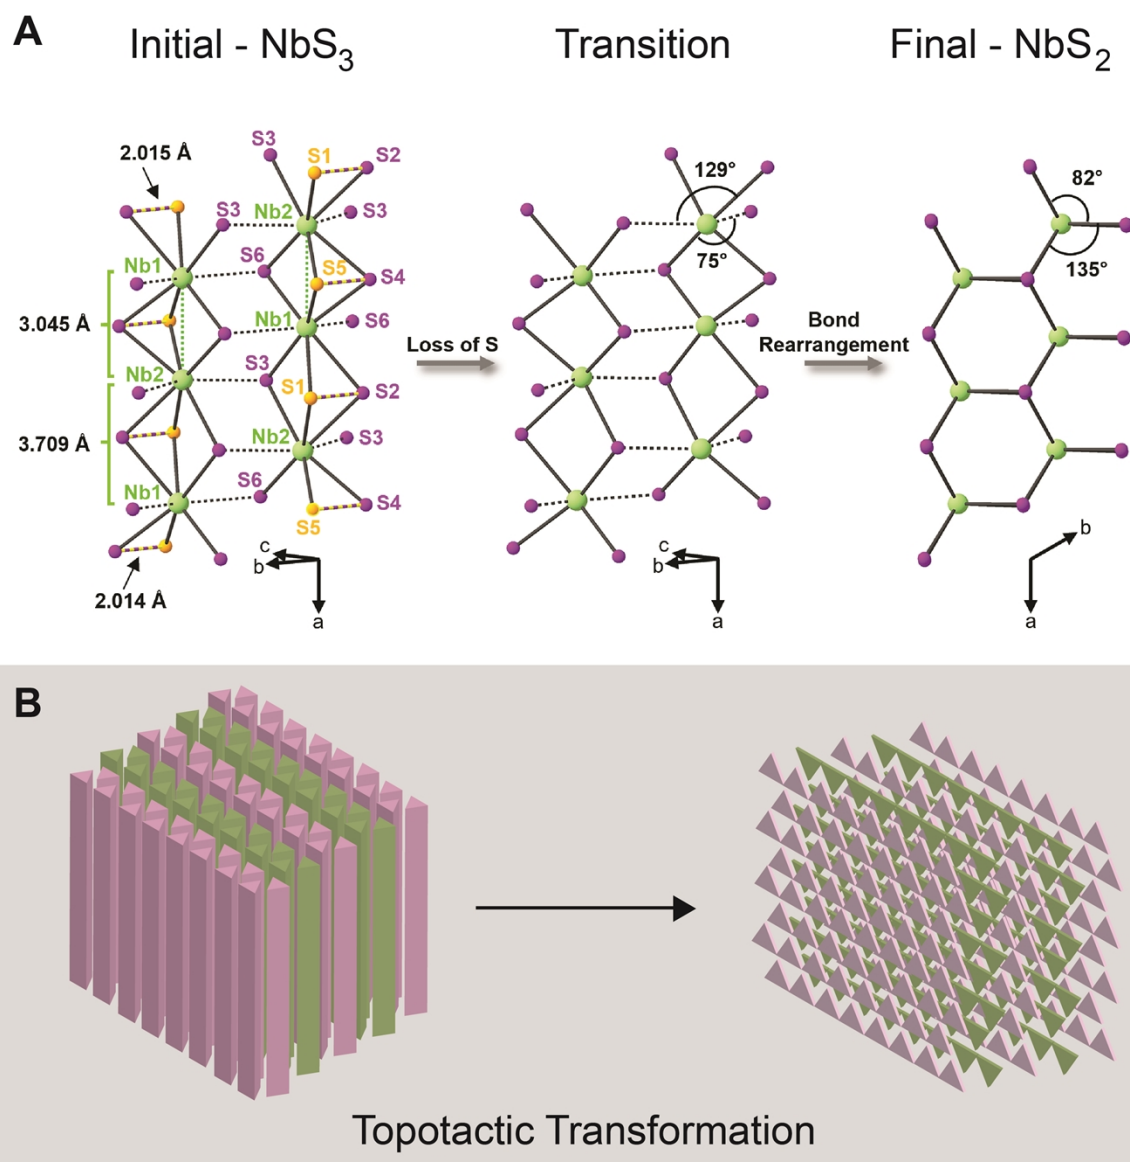 A
Initial - NbS₃
Transition
Final - NbS₂
2.015 Å
S3
S1
S2
S3
Nb2
S3
Nb1
S6
S5
S4
3.045 Å
Nb1
S6
Nb2
S3
S1
S2
3.709 Å
Nb2
S3
Nb1
S6
S4
S5
2.014 Å
c
b
a
Loss of S
129°
75°
c
b
a
Bond
Rearrangement
82°
135°
b
a
B
Topotactic Transformation